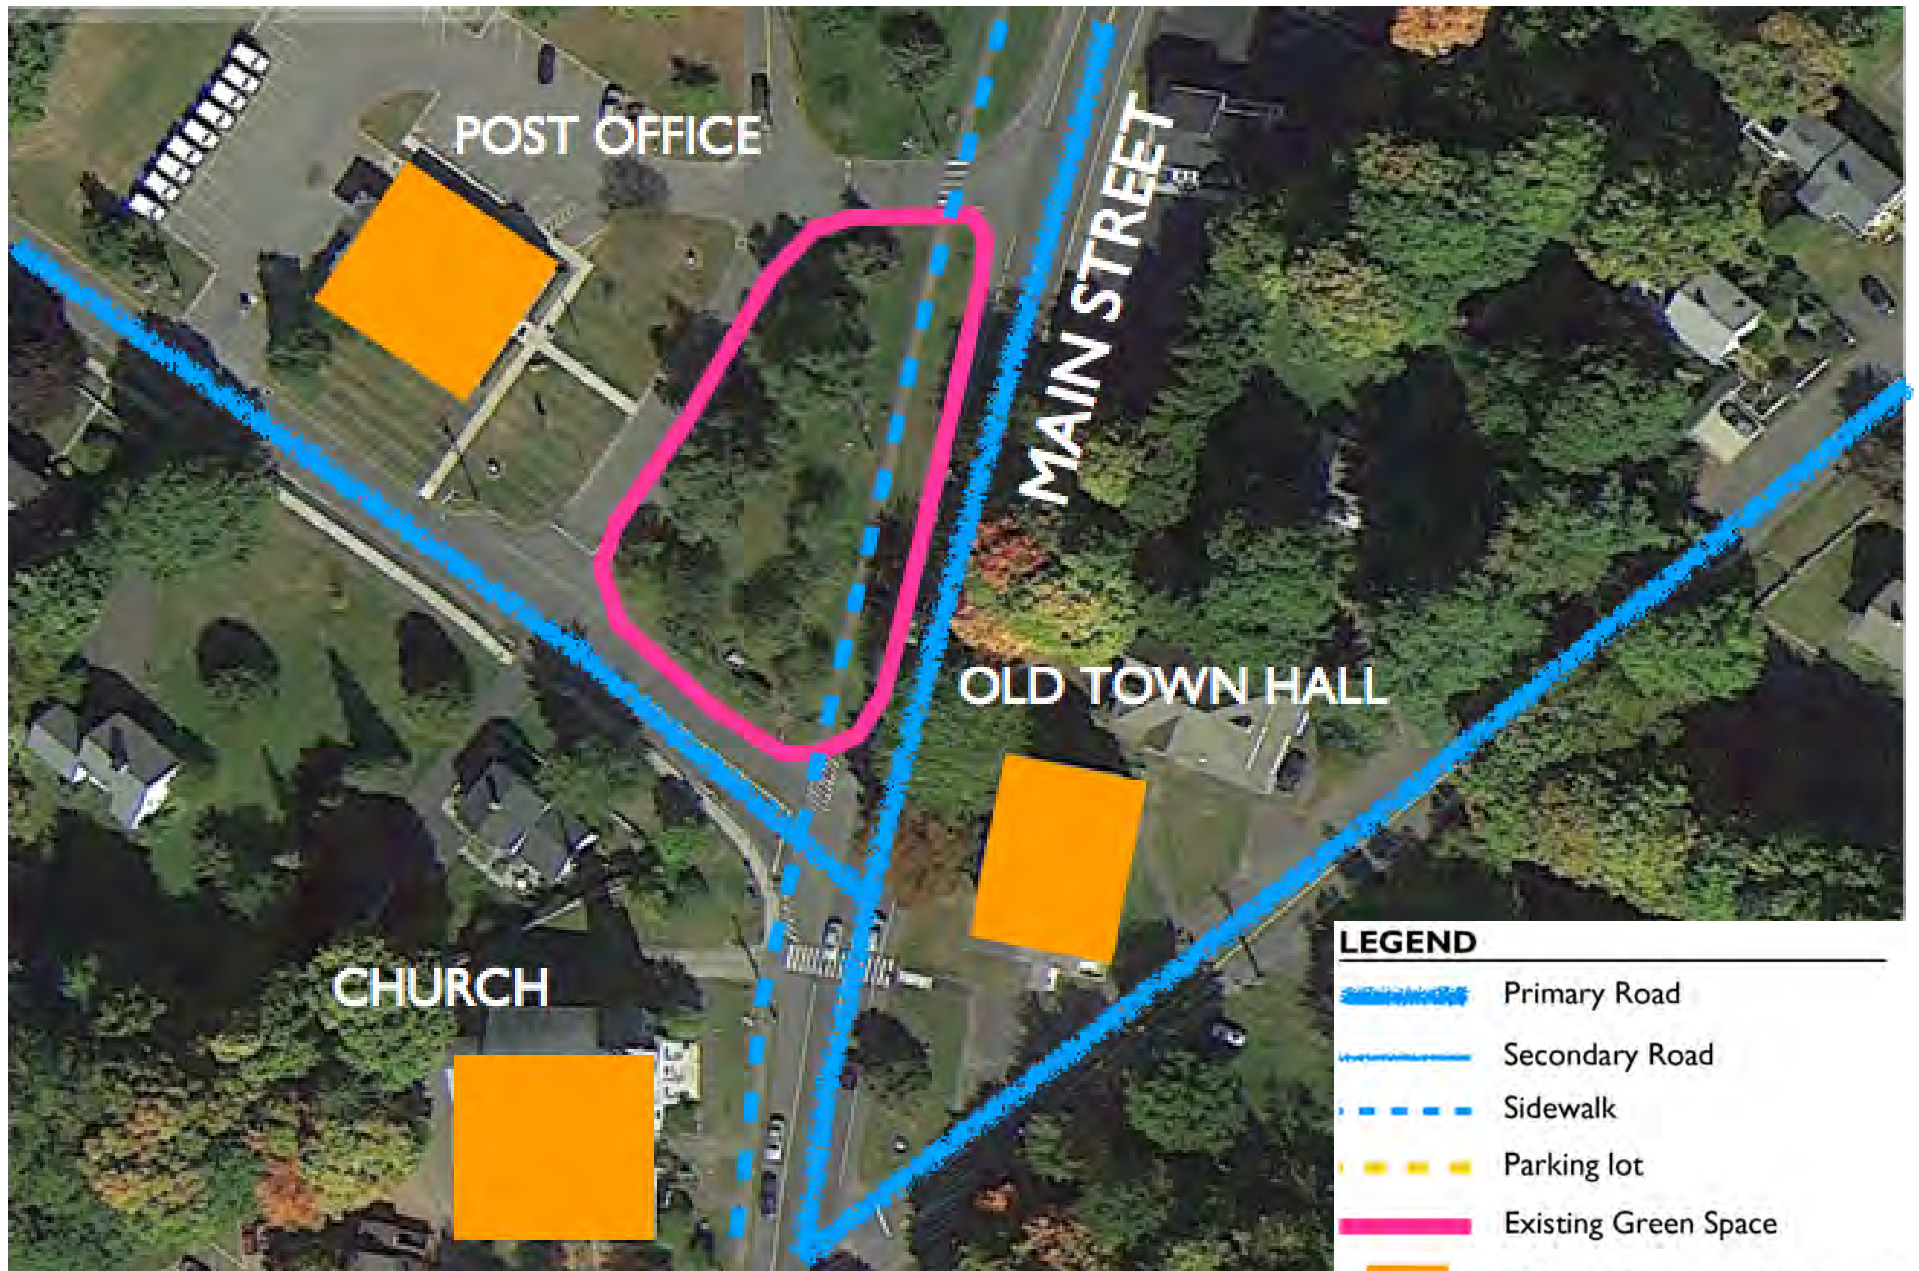 POST OFFICE
MAIN STREET
OLD TOWN HALL
CHURCH
LEGEND
Primary Road
Secondary Road
Sidewalk
Parking lot
Existing Green Space